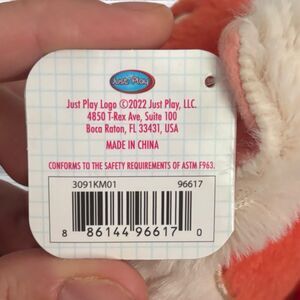 Just Play
Just Play Logo ©2022 Just Play, LLC.
4850 T-Rex Ave, Suite 100
Boca Raton, FL 33431, USA
MADE IN CHINA
CONFORMS TO THE SAFETY REQUIREMENTS OF ASTM F963.
3091KM01 96617
8 86144 96617 0